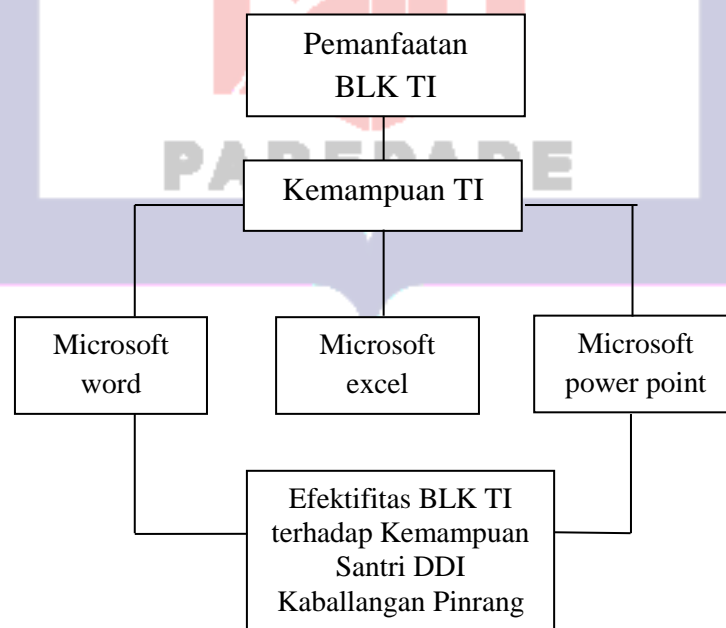 Pemanfaatan
BLK TI
PAREPARE
Kemampuan TI
Microsoft
word
Microsoft
excel
Microsoft
power point
Efektifitas BLK TI
terhadap Kemampuan
Santri DDI
Kaballangan Pinrang